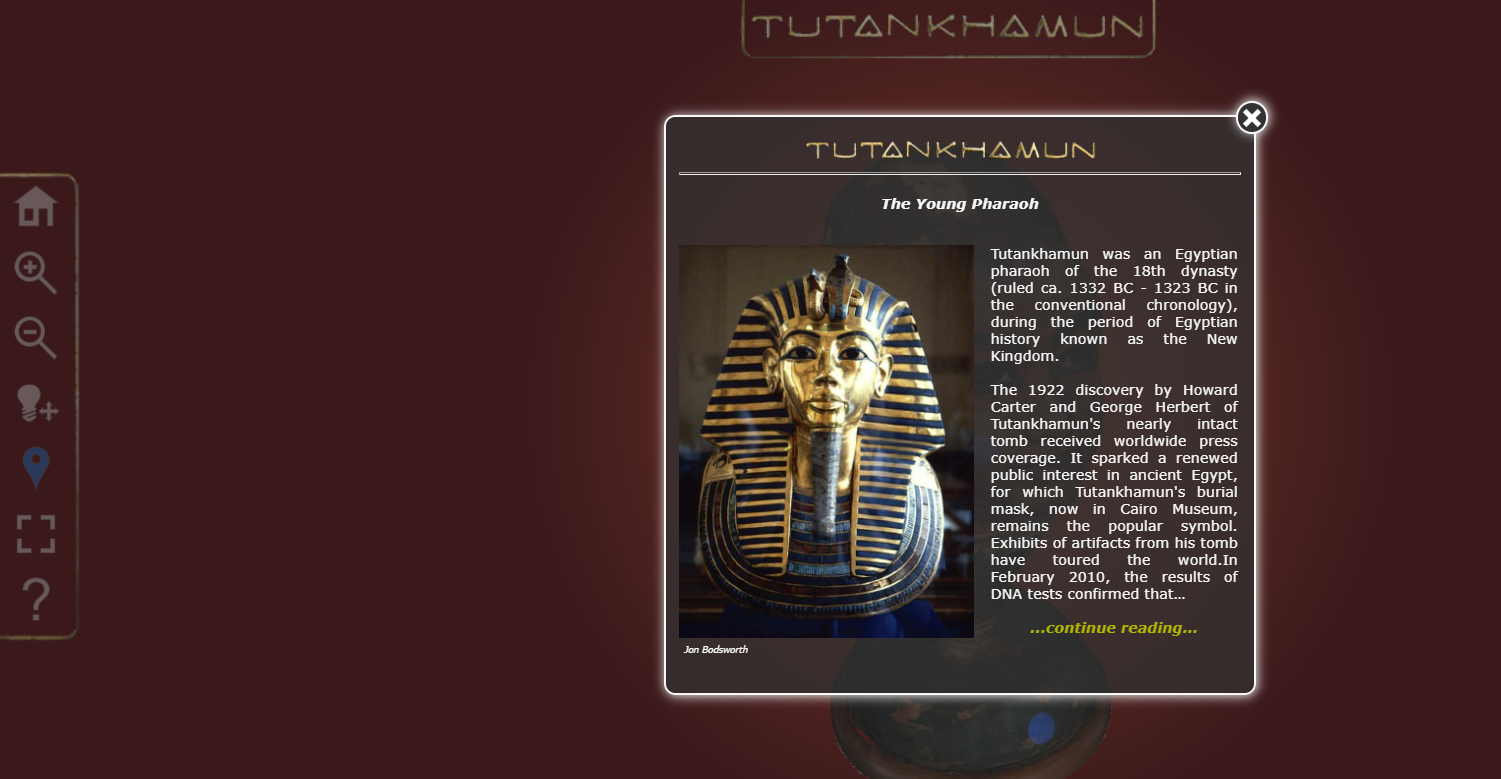 TUTANKHAMUN
TUTANKHAMUN
The Young Pharaoh
Tutankhamun was an Egyptian
pharaoh of the 18th dynasty
(ruled ca. 1332 BC - 1323 BC in
the conventional chronology),
during the period of Egyptian
history known as the New
Kingdom.
The 1922 discovery by Howard
Carter and George Herbert of
Tutankhamun's nearly intact
tomb received worldwide press
coverage. It sparked a renewed
public interest in ancient Egypt,
for which Tutankhamun's burial
mask, now in Cairo Museum,
remains the popular symbol.
Exhibits of artifacts from his tomb
have toured the world.In
February 2010, the results of
DNA tests confirmed that...
...continue reading...
Jon Bodsworth